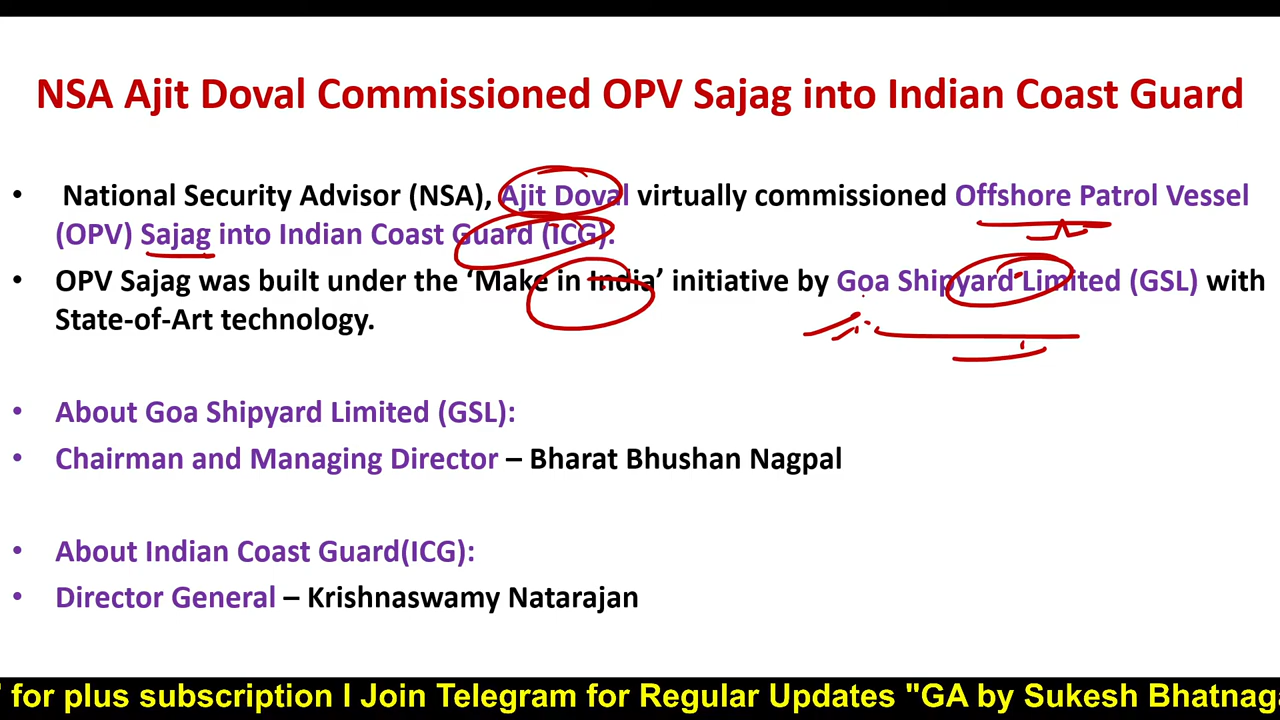 NSA Ajit Doval Commissioned OPV Sajag into Indian Coast Guard
• National Security Advisor (NSA), Ajit Doval virtually commissioned Offshore Patrol Vessel
(OPV) Sajag into Indian Coast Guard (ICG).
• OPV Sajag was built under the ‘Make in India’ initiative by Goa Shipyard Limited (GSL) with
State-of-Art technology.
• About Goa Shipyard Limited (GSL):
• Chairman and Managing Director – Bharat Bhushan Nagpal
• About Indian Coast Guard(ICG):
• Director General – Krishnaswamy Natarajan
" for plus subscription I Join Telegram for Regular Updates "GA by Sukesh Bhatnaga